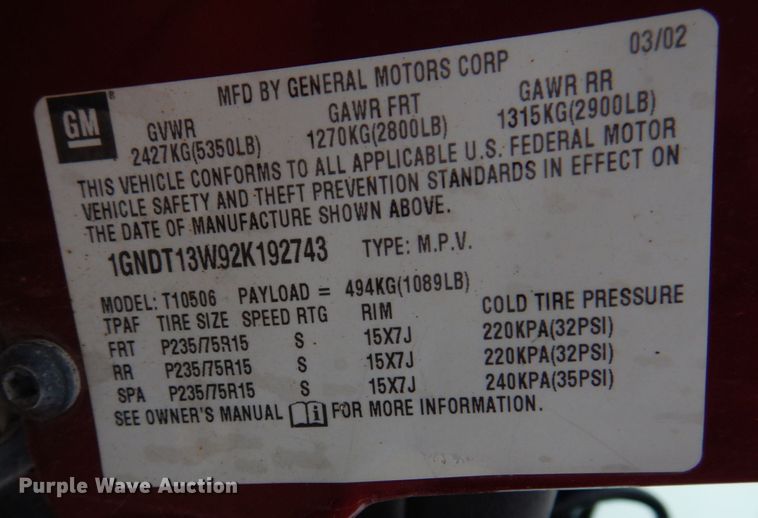 03/02
GM®
MFD BY GENERAL MOTORS CORP
GVWR GAWR FRT GAWR RR
2427KG(5350LB) 1270KG(2800LB) 1315KG(2900LB)
THIS VEHICLE CONFORMS TO ALL APPLICABLE U.S. FEDERAL MOTOR
VEHICLE SAFETY AND THEFT PREVENTION STANDARDS IN EFFECT ON
THE DATE OF MANUFACTURE SHOWN ABOVE.
1GNDT13W92K192743 TYPE: M.P.V.
MODEL: T10506 PAYLOAD = 494KG(1089LB)
TPAF TIRE SIZE SPEED RTG RIM COLD TIRE PRESSURE
FRT P235/75R15 S 15X7J 220KPA(32PSI)
RR P235/75R15 S 15X7J 220KPA(32PSI)
SPA P235/75R15 S 15X7J 240KPA(35PSI)
SEE OWNER'S MANUAL i FOR MORE INFORMATION.
Purple Wave Auction